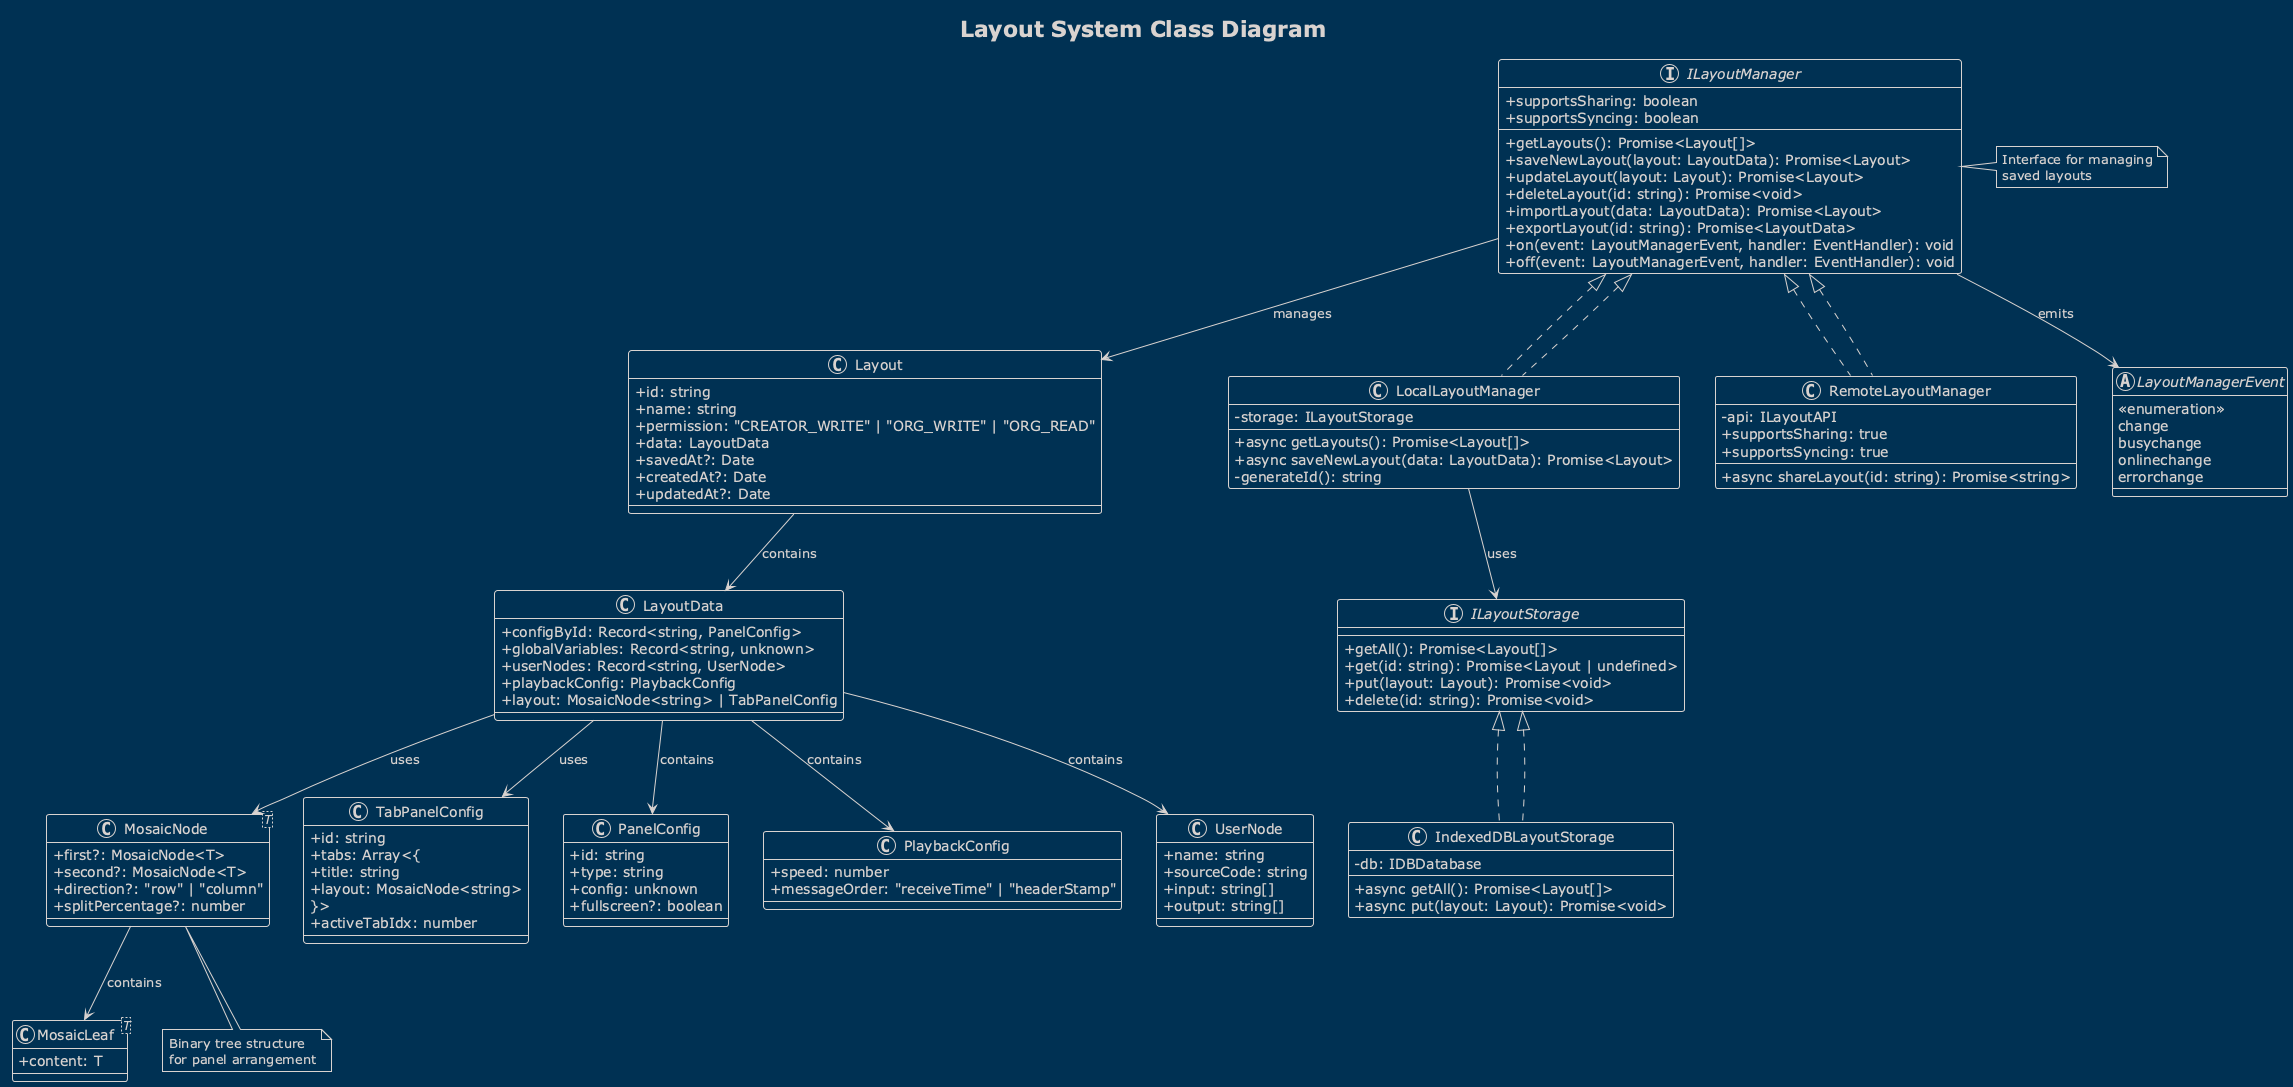 Layout System Class Diagram
I ILayoutManager
+supportsSharing: boolean
+supportsSyncing: boolean
+getLayouts(): Promise<Layout[]>
+saveNewLayout(layout: LayoutData): Promise<Layout>
+updateLayout(layout: Layout): Promise<Layout>
+deleteLayout(id: string): Promise<void>
+importLayout(data: LayoutData): Promise<Layout>
+exportLayout(id: string): Promise<LayoutData>
+on(event: LayoutManagerEvent, handler: EventHandler): void
+off(event: LayoutManagerEvent, handler: EventHandler): void
Interface for managing
saved layouts
manages
emits
C Layout
+id: string
+name: string
+permission: "CREATOR_WRITE" | "ORG_WRITE" | "ORG_READ"
+data: LayoutData
+savedAt?: Date
+createdAt?: Date
+updatedAt?: Date
C LocalLayoutManager
-storage: ILayoutStorage
+async getLayouts(): Promise<Layout[]>
+async saveNewLayout(data: LayoutData): Promise<Layout>
-generateId(): string
C RemoteLayoutManager
-api: ILayoutAPI
+supportsSharing: true
+supportsSyncing: true
+async shareLayout(id: string): Promise<string>
A LayoutManagerEvent
«enumeration»
change
busychange
onlinechange
errorchange
contains
uses
C LayoutData
+configById: Record<string, PanelConfig>
+globalVariables: Record<string, unknown>
+userNodes: Record<string, UserNode>
+playbackConfig: PlaybackConfig
+layout: MosaicNode<string> | TabPanelConfig
I ILayoutStorage
+getAll(): Promise<Layout[]>
+get(id: string): Promise<Layout | undefined>
+put(layout: Layout): Promise<void>
+delete(id: string): Promise<void>
uses
uses
contains
contains
contains
C MosaicNode T
+first?: MosaicNode<T>
+second?: MosaicNode<T>
+direction?: "row" | "column"
+splitPercentage?: number
C TabPanelConfig
+id: string
+tabs: Array<{
+title: string
+layout: MosaicNode<string>
}>
+activeTabIdx: number
C PanelConfig
+id: string
+type: string
+config: unknown
+fullscreen?: boolean
C PlaybackConfig
+speed: number
+messageOrder: "receiveTime" | "headerStamp"
C UserNode
+name: string
+sourceCode: string
+input: string[]
+output: string[]
C IndexedDBLayoutStorage
-db: IDBDatabase
+async getAll(): Promise<Layout[]>
+async put(layout: Layout): Promise<void>
contains
C MosaicLeaf T
+content: T
Binary tree structure
for panel arrangement